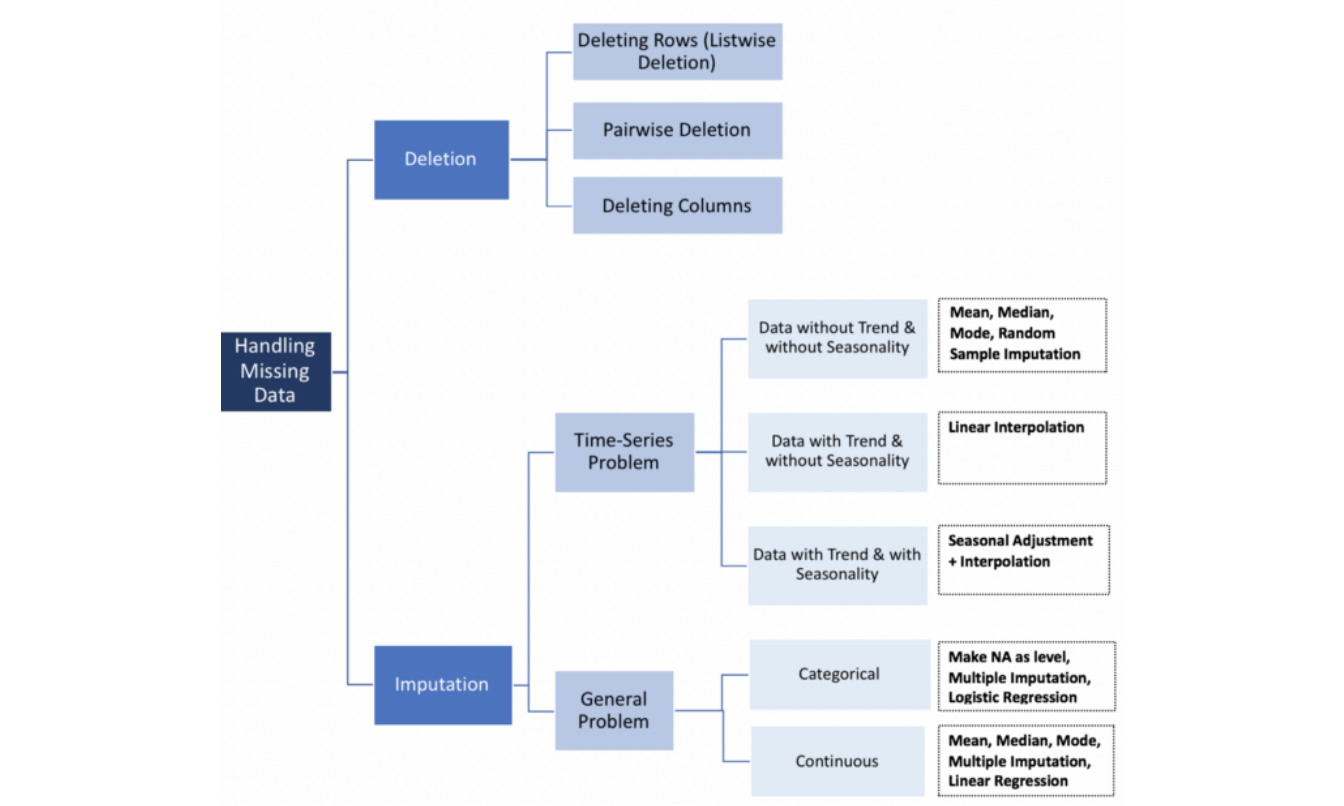 Deleting Rows (Listwise
Deletion)
Deletion
Pairwise Deletion
Deleting Columns
Handling
Missing
Data
Data without Trend &
without Seasonality
Mean, Median,
Mode, Random
Sample Imputation
Time-Series
Problem
Data with Trend &
without Seasonality
Linear Interpolation
Data with Trend & with
Seasonality
Seasonal Adjustment
+ Interpolation
Imputation
General
Problem
Categorical
Make NA as level,
Multiple Imputation,
Logistic Regression
Continuous
Mean, Median, Mode,
Multiple Imputation,
Linear Regression